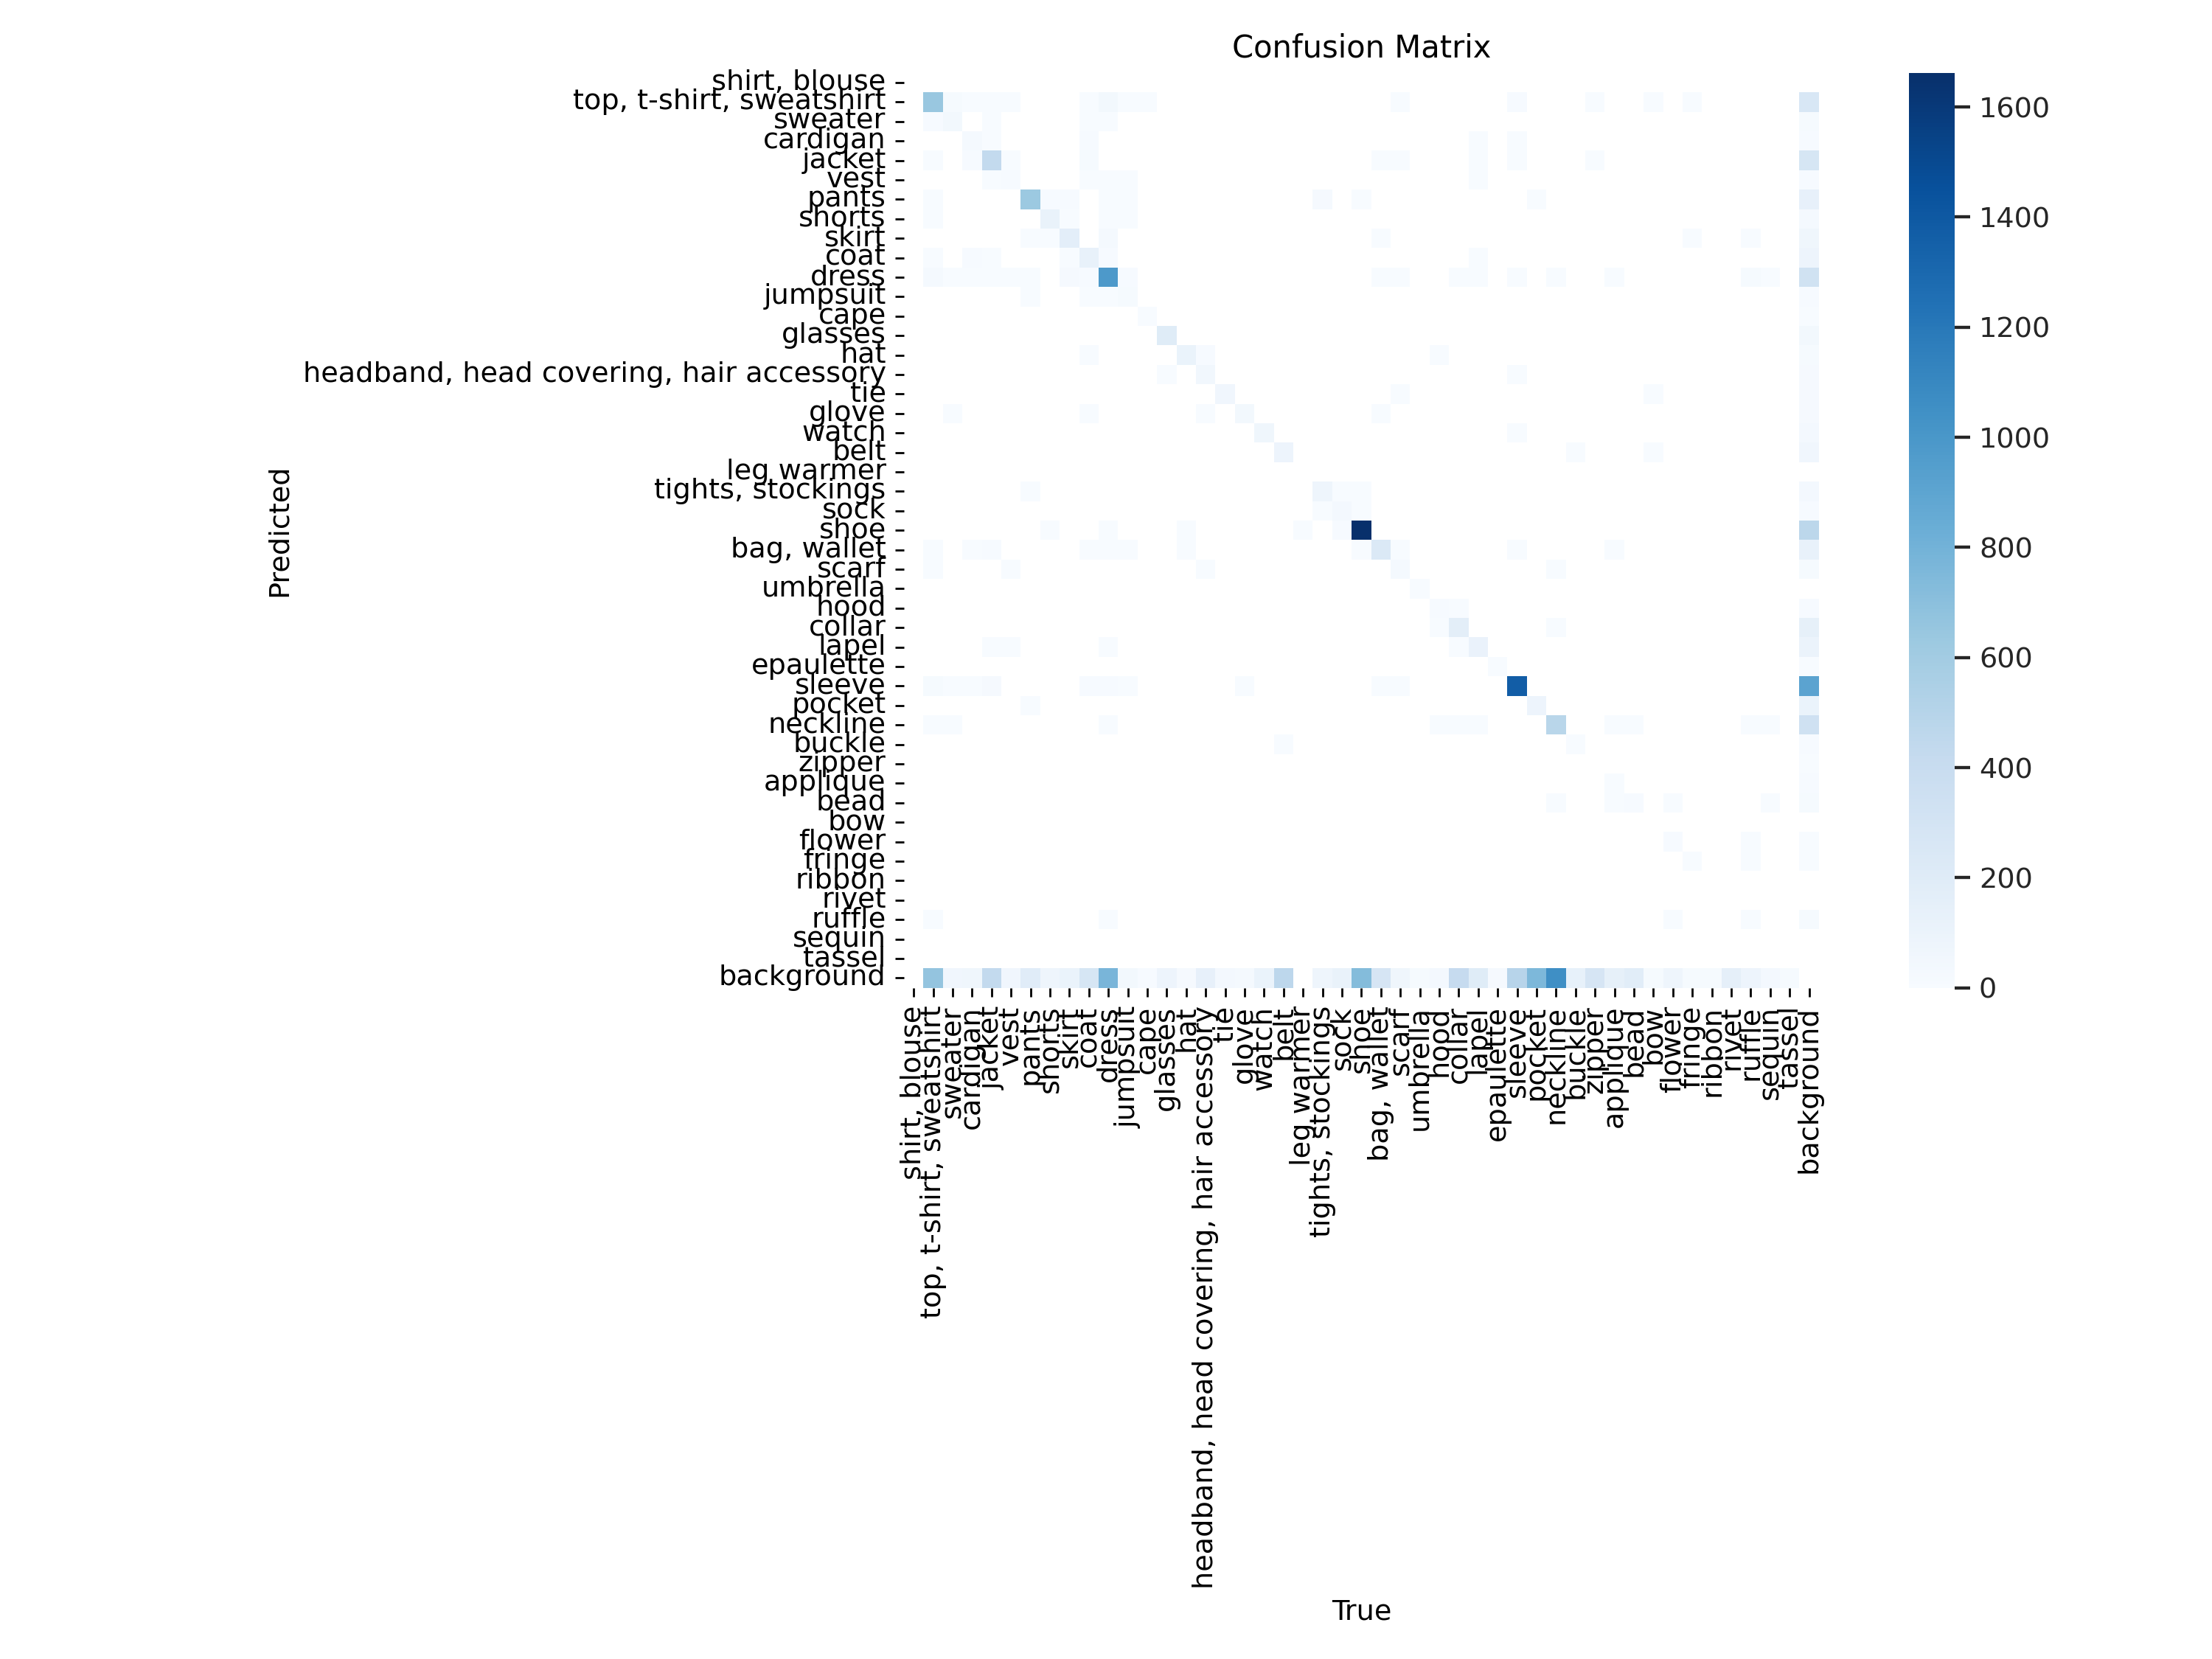 Confusion Matrix
shirt, blouse
top, t-shirt, sweatshirt
sweater
cardigan
jacket
vest
pants
shorts
skirt
coat
dress
jumpsuit
cape
glasses
hat
headband, head covering, hair accessory
tie
glove
watch
belt
leg warmer
tights, stockings
sock
shoe
bag, wallet
scarf
umbrella
hood
collar
lapel
epaulette
sleeve
pocket
neckline
buckle
zipper
applique
bead
bow
flower
fringe
ribbon
rivet
ruffle
sequin
tassel
background
Predicted
1600
1400
1200
1000
800
600
400
200
0
shirt, blouse
top, t-shirt, sweatshirt
sweater
cardigan
jacket
vest
pants
shorts
skirt
coat
dress
jumpsuit
cape
glasses
hat
headband, head covering, hair accessory
tie
glove
watch
belt
leg warmer
tights, stockings
sock
shoe
bag, wallet
scarf
umbrella
hood
collar
lapel
epaulette
sleeve
pocket
neckline
buckle
zipper
applique
bead
bow
flower
fringe
ribbon
rivet
ruffle
sequin
tassel
background
True